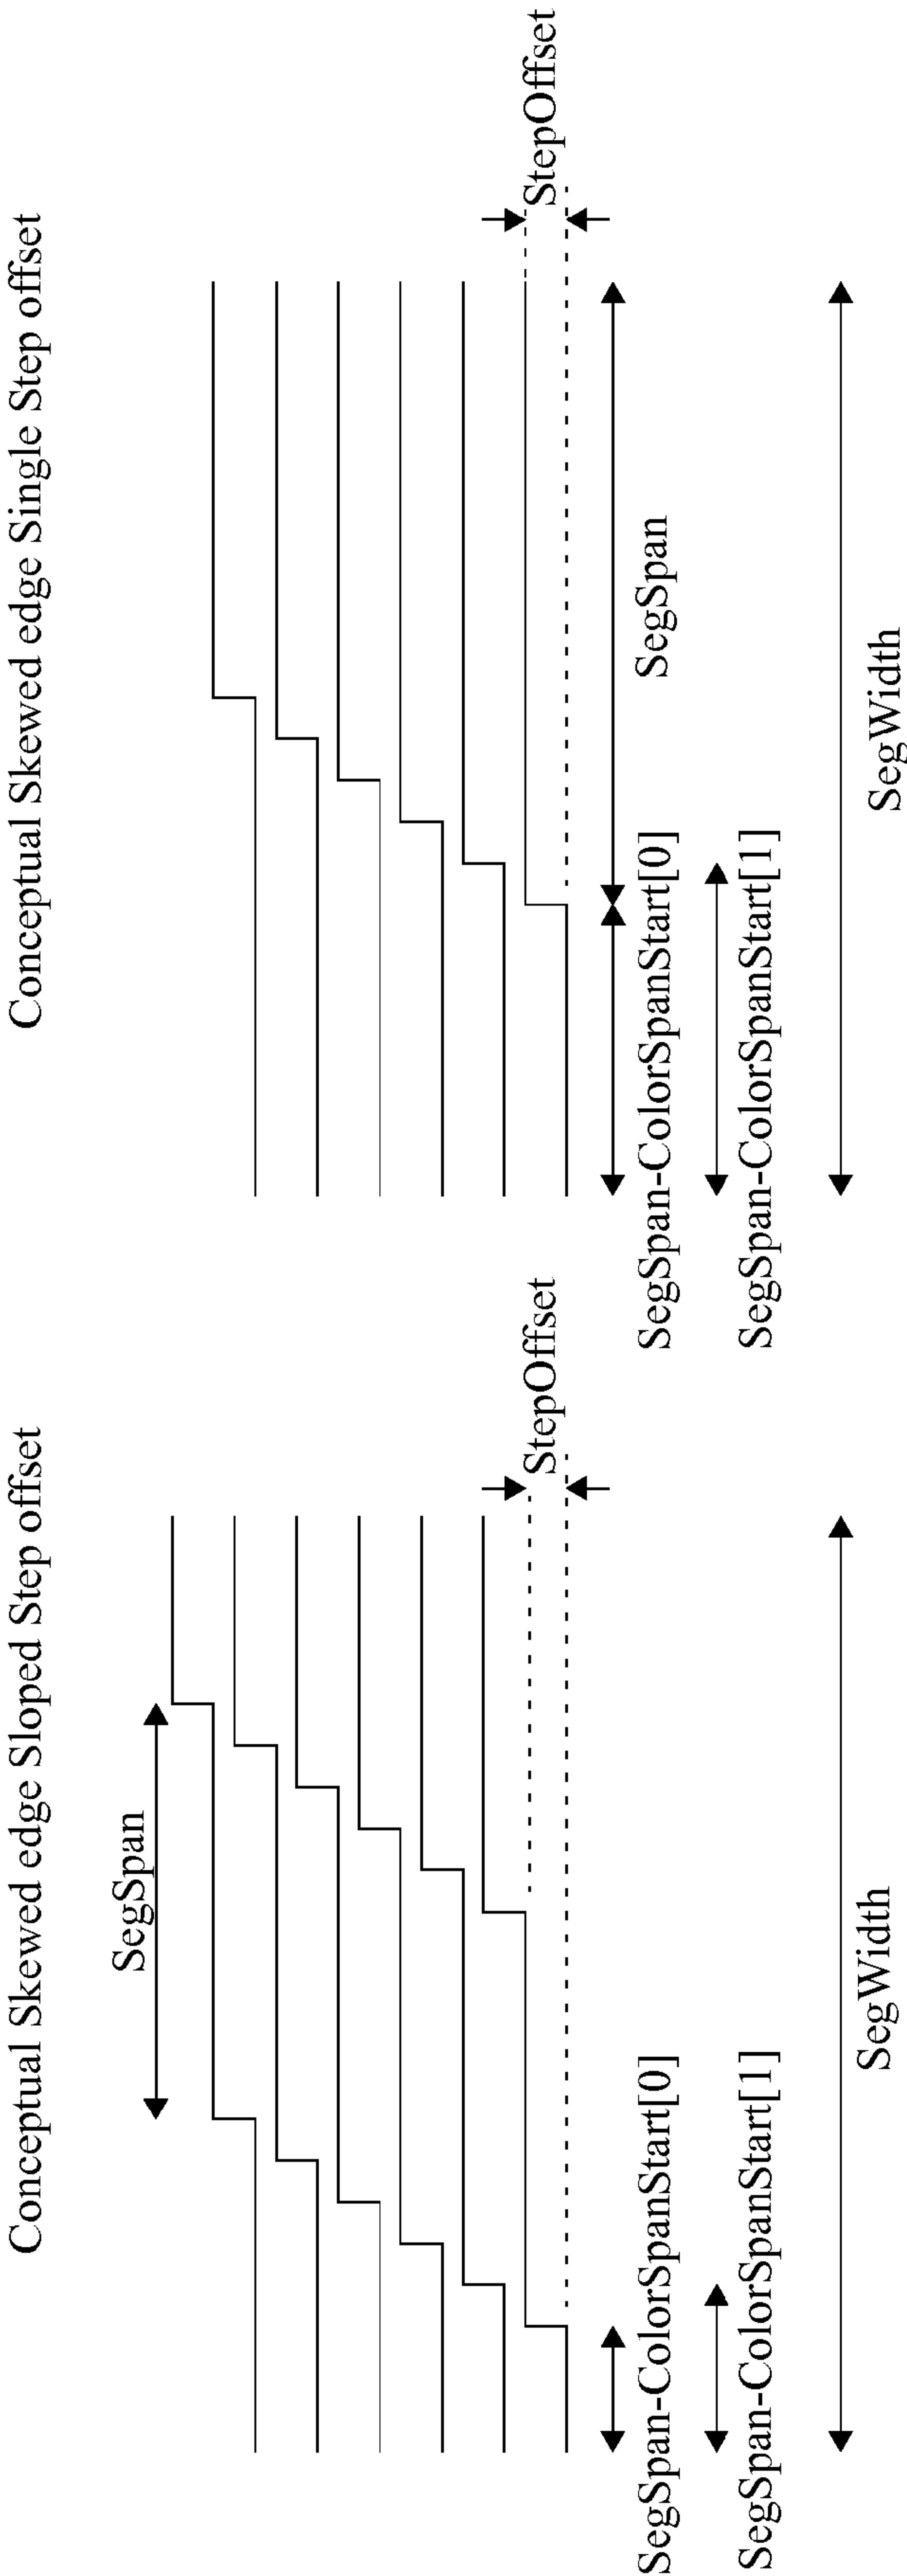 Conceptual Skewed edge Sloped Step offset
SegSpan
StepOffset
SegSpan-ColorSpanStart[0]
SegSpan-ColorSpanStart[1]
SegWidth
Conceptual Skewed edge Single Step offset
StepOffset
SegSpan
SegSpan-ColorSpanStart[0]
SegSpan-ColorSpanStart[1]
SegWidth